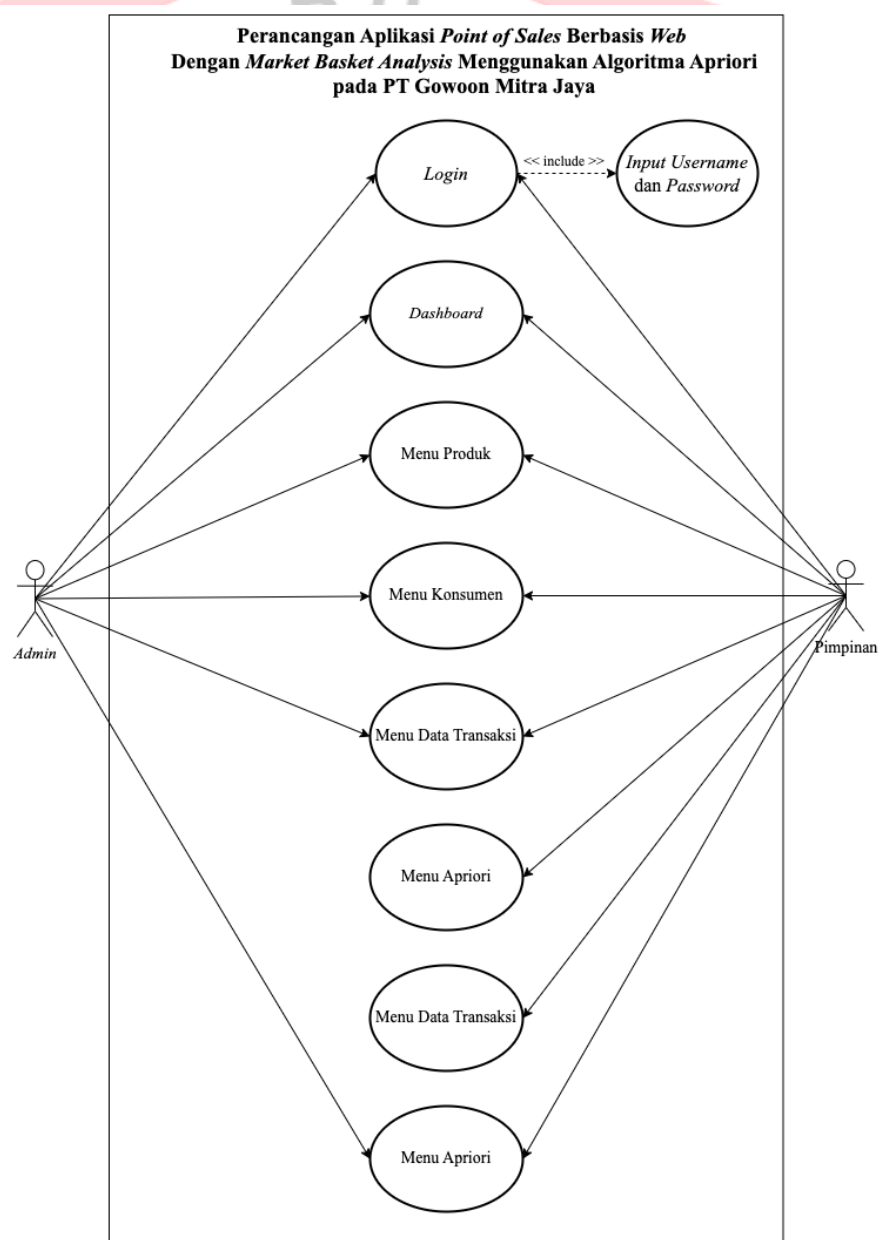 Perancangan Aplikasi Point of Sales Berbasis Web
Dengan Market Basket Analysis Menggunakan Algoritma Apriori
pada PT Gowoon Mitra Jaya
Login
<< include >>
Input Username
dan Password
Dashboard
Menu Produk
Menu Konsumen
Admin
Pimpinan
Menu Data Transaksi
Menu Apriori
Menu Data Transaksi
Menu Apriori